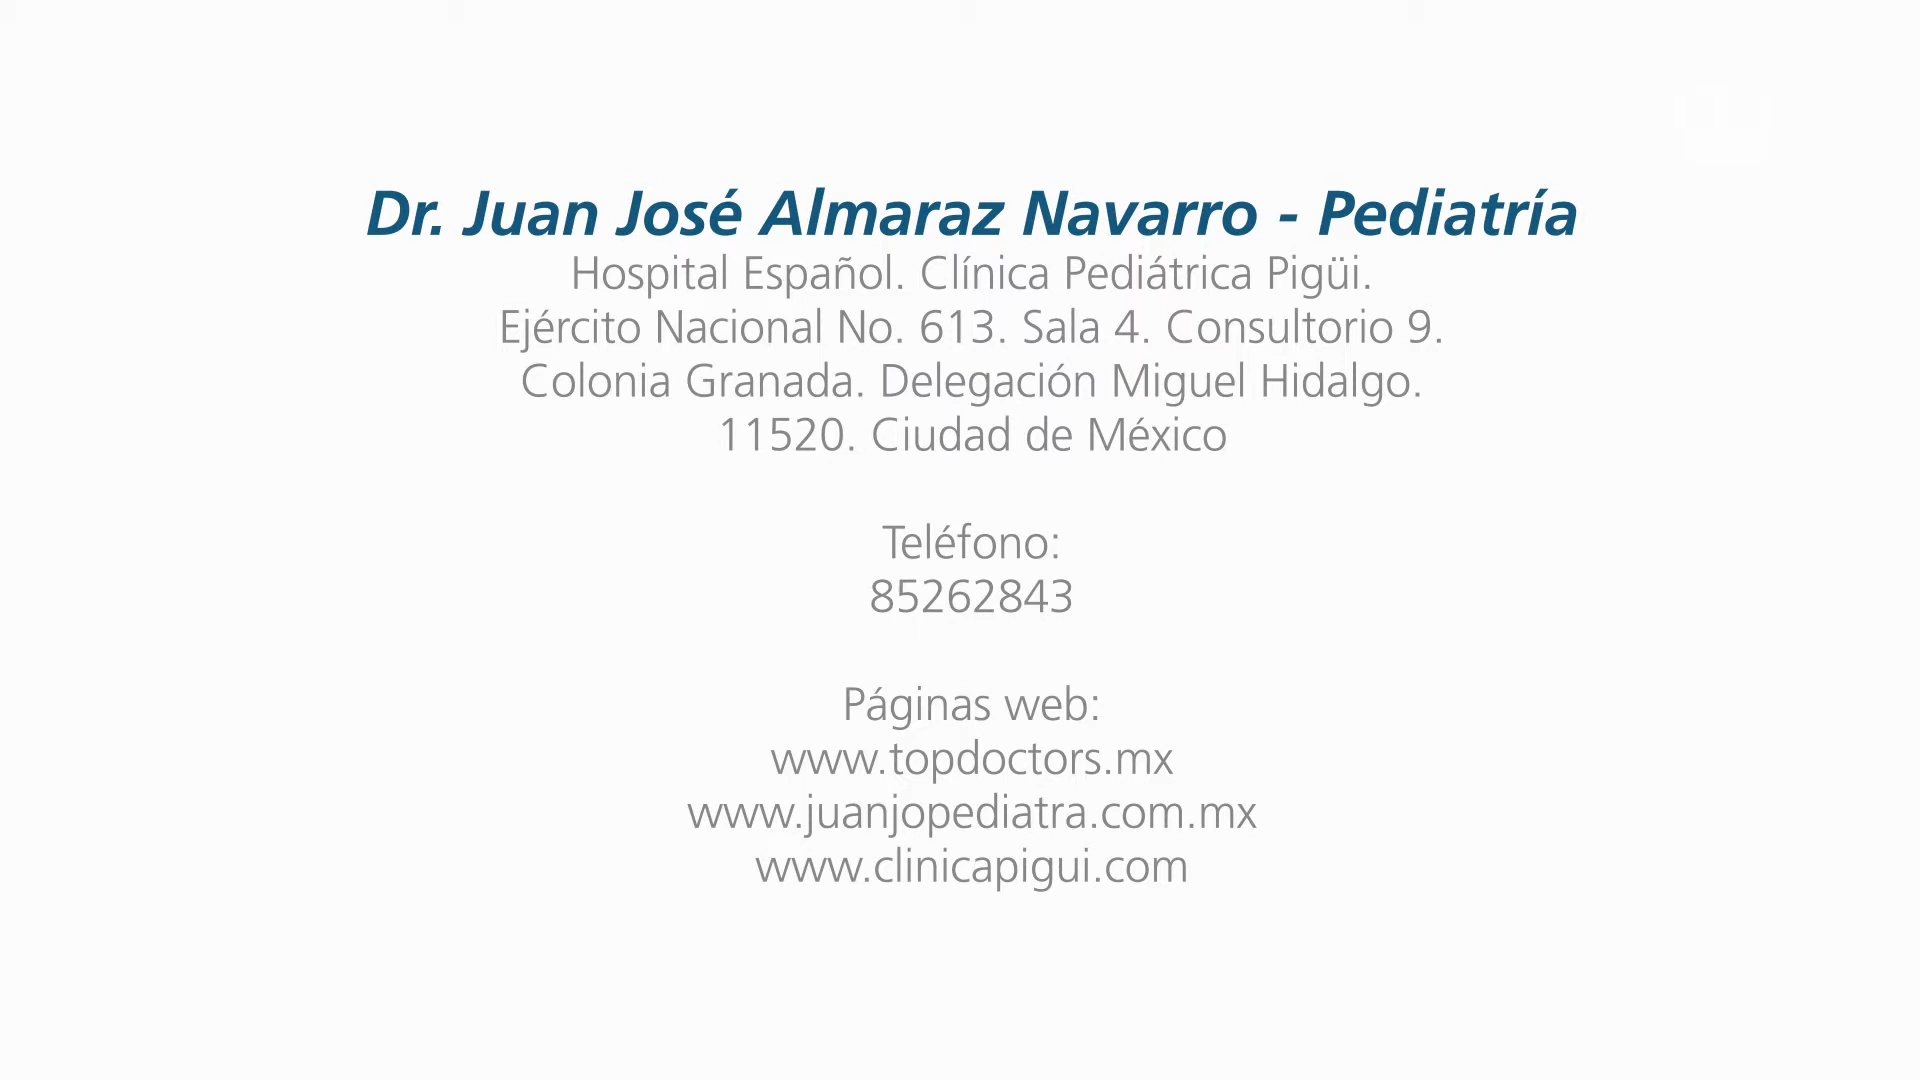 Dr. Juan José Almaraz Navarro - Pediatría
Hospital Español. Clínica Pediátrica Pigüi.
Ejército Nacional No. 613. Sala 4. Consultorio 9.
Colonia Granada. Delegación Miguel Hidalgo.
11520. Ciudad de México
Teléfono:
85262843
Páginas web:
www.topdoctors.mx
www.juanjopediatra.com.mx
www.clinicapigui.com